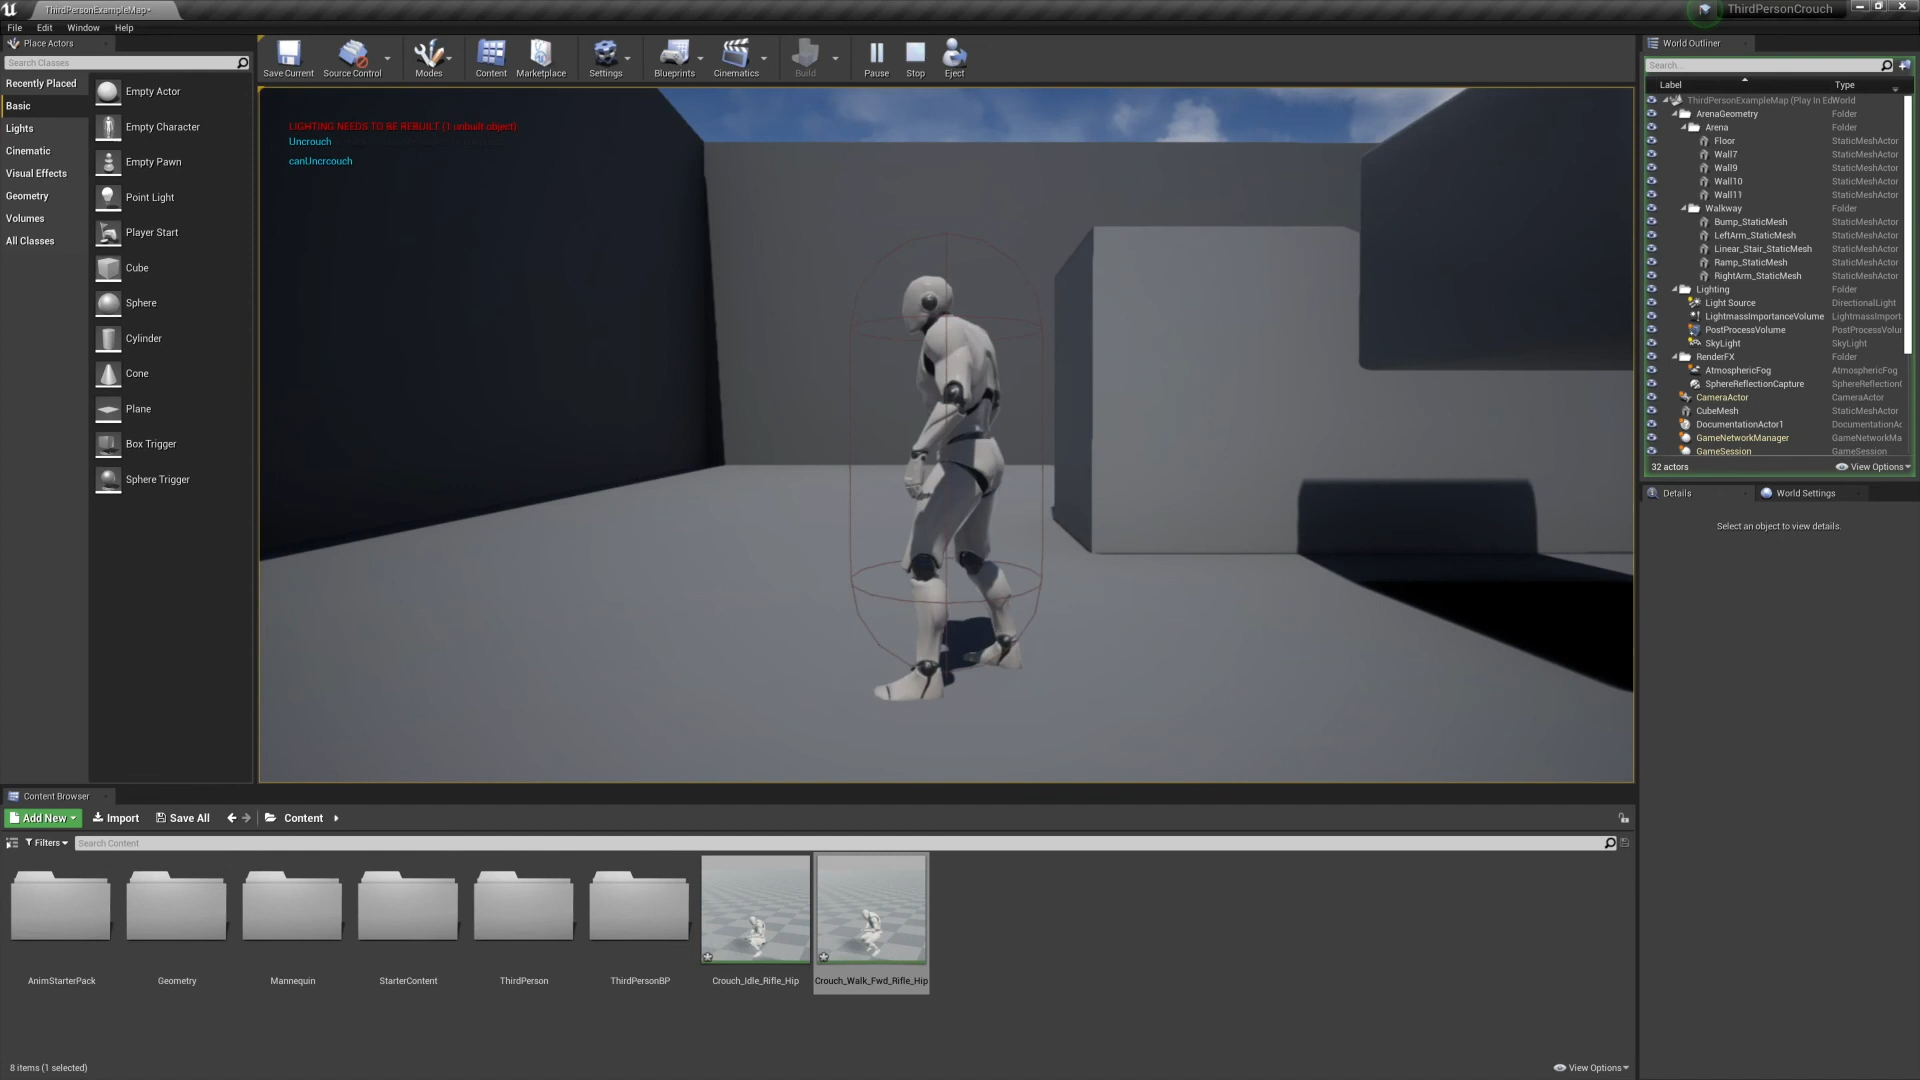 ThirdPersonExampleMap•
ThirdPersonCrouch
File Edit Window Help
Place Actors
Search Classes
Recently Placed
Basic
Lights
Cinematic
Visual Effects
Geometry
Volumes
All Classes
Empty Actor
Empty Character
Empty Pawn
Point Light
Player Start
Cube
Sphere
Cylinder
Cone
Plane
Box Trigger
Sphere Trigger
Save Current Source Control Modes Content Marketplace Settings Blueprints Cinematics Build Pause Stop Eject
LIGHTING NEEDS TO BE REBUILT (1 unbuilt object)
Uncrouch
canUncrcouch
World Outliner
Search...
Label Type
ThirdPersonExampleMap (Play In Ed World
ArenaGeometry Folder
Arena Folder
Floor StaticMeshActor
Wall7 StaticMeshActor
Wall9 StaticMeshActor
Wall10 StaticMeshActor
Wall11 StaticMeshActor
Walkway Folder
Bump_StaticMesh StaticMeshActor
LeftArm_StaticMesh StaticMeshActor
Linear_Stair_StaticMesh StaticMeshActor
Ramp_StaticMesh StaticMeshActor
RightArm_StaticMesh StaticMeshActor
Lighting Folder
Light Source DirectionalLight
LightmassImportanceVolume LightmassImport
PostProcessVolume PostProcessVolu
SkyLight SkyLight
RenderFX Folder
AtmosphericFog AtmosphericFog
SphereReflectionCapture SphereReflection
CameraActor CameraActor
CubeMesh StaticMeshActor
DocumentationActor1 DocumentationAc
GameNetworkManager GameNetworkMa
GameSession GameSession
32 actors View Options
Details World Settings
Select an object to view details.
Content Browser
Add New Import Save All Content
Filters Search Content
AnimStarterPack
Geometry
Mannequin
StarterContent
ThirdPerson
ThirdPersonBP
Crouch_Idle_Rifle_Hip
Crouch_Walk_Fwd_Rifle_Hip
8 items (1 selected) View Options